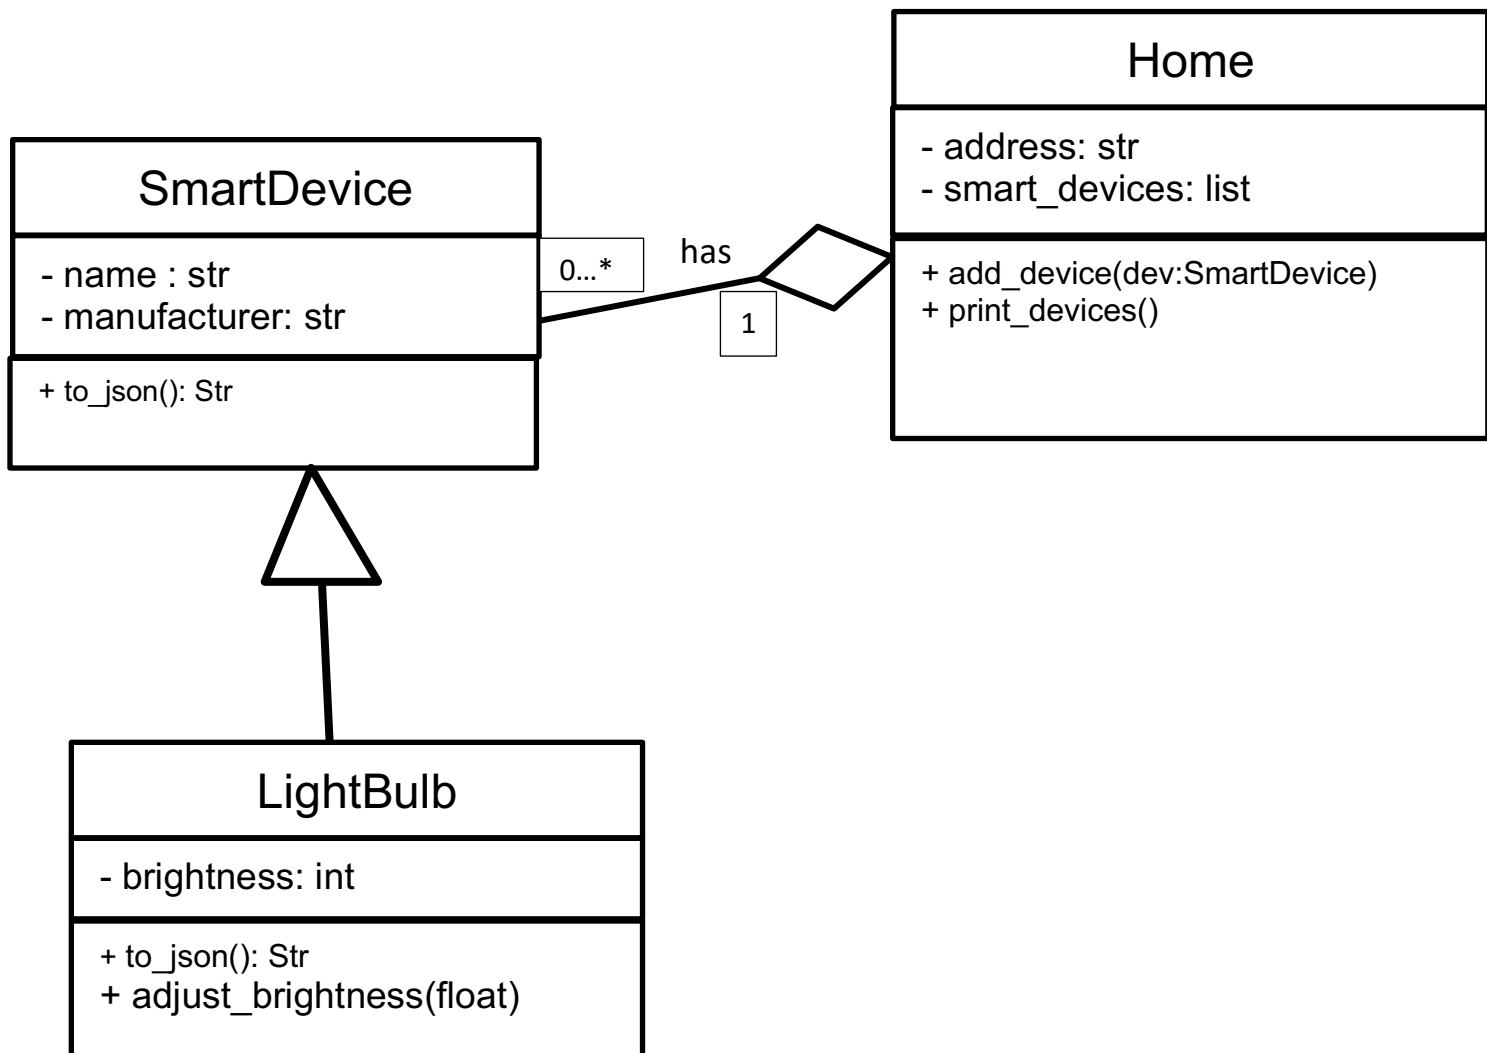 Home
- address: str
- smart_devices: list
+ add_device(dev:SmartDevice)
+ print_devices()
SmartDevice
- name : str
- manufacturer: str
+ to_json(): Str
0...*
has
1
LightBulb
- brightness: int
+ to_json(): Str
+ adjust_brightness(float)